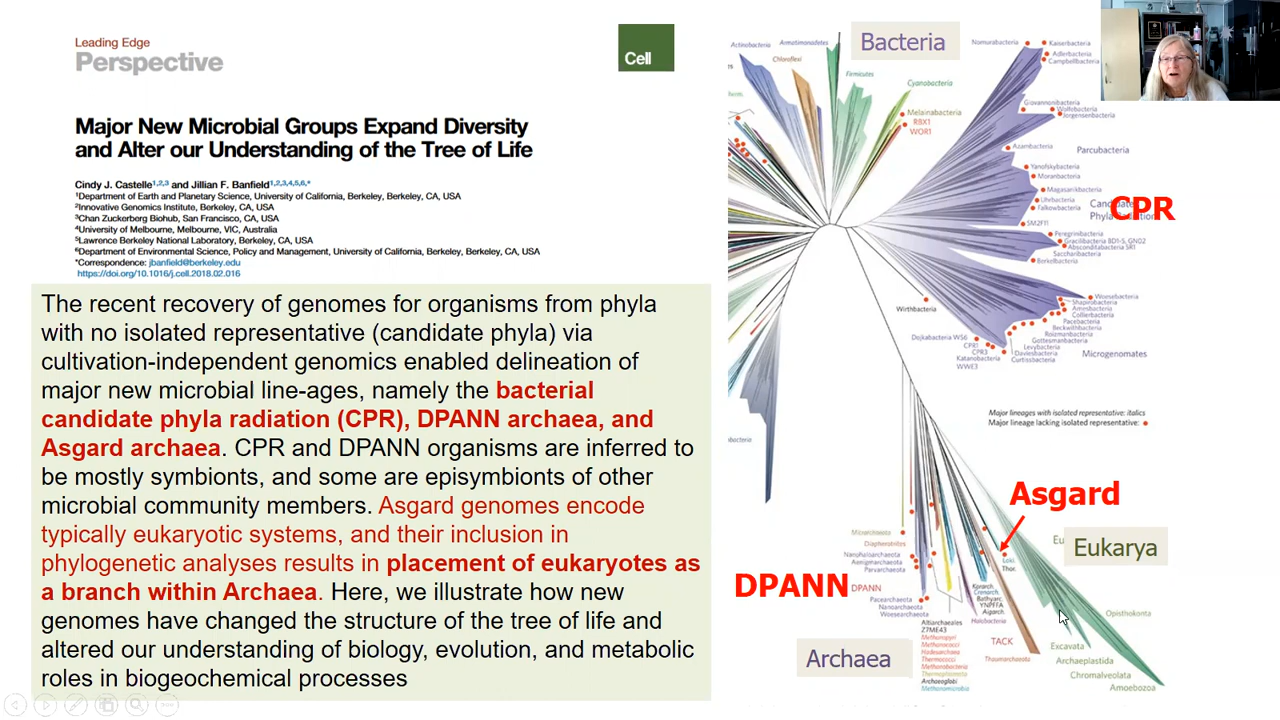 Leading Edge
Perspective
Cell
Major New Microbial Groups Expand Diversity
and Alter our Understanding of the Tree of Life
Cindy J. Castelle1,2,3 and Jillian F. Banfield1,2,3,4,5,6,*
1Department of Earth and Planetary Science, University of California, Berkeley, Berkeley, CA, USA
2Innovative Genomics Institute, Berkeley, CA, USA
3Chan Zuckerberg Biohub, San Francisco, CA, USA
4University of Melbourne, Melbourne, VIC, Australia
5Lawrence Berkeley National Laboratory, Berkeley, CA, USA
6Department of Environmental Science, Policy and Management, University of California, Berkeley, Berkeley, CA, USA
*Correspondence: jbanfield@berkeley.edu
https://doi.org/10.1016/j.cell.2018.02.016
The recent recovery of genomes for organisms from phyla
with no isolated representative (candidate phyla) via
cultivation-independent genomics enabled delineation of
major new microbial line-ages, namely the bacterial
candidate phyla radiation (CPR), DPANN archaea, and
Asgard archaea. CPR and DPANN organisms are inferred to
be mostly symbionts, and some are episymbionts of other
microbial community members. Asgard genomes encode
typically eukaryotic systems, and their inclusion in
phylogenetic analyses results in placement of eukaryotes as
a branch within Archaea. Here, we illustrate how new
genomes have changed the structure of the tree of life and
altered our understanding of biology, evolution, and metabolic
roles in biogeochemical processes
Bacteria
Actinobacteria
Armatimonadetes
Chloroflexi
Firmicutes
Cyanobacteria
Melainabacteria
RBX1
WOR1
Nomurabacteria
Kaiserbacteria
Adlerbacteria
Campbellbacteria
Giovannonibacteria
Wolfebacteria
Jorgensenbacteria
Azambacteria
Parcubacteria
Yanofskybacteria
Moranbacteria
Magasanikbacteria
Uhrbacteria
Falkowbacteria
CPR
SM2F11
Peregrinibacteria
Gracilibacteria BD1-5, GN02
Absconditabacteria SR1
Saccharibacteria
Berkelbacteria
Wirthbacteria
Woesebacteria
Shapirobacteria
Amesbacteria
Collierbacteria
Pacebacteria
Beckwithbacteria
Roizmanbacteria
Gottesmanbacteria
Levybacteria
Daviesbacteria
Curtissbacteria
Microgenomates
Dojkabacteria WS6
CPR1
CPR3
Katanobacteria
WWE3
Major lineages with isolated representative: italics
Major lineage lacking isolated representative:
Asgard
Eukarya
Loki.
Thor.
Micrarchaeota
Diapherotrites
Nanohaloarchaeota
Aenigmarchaeota
Parvarchaeota
DPANN
DPANN
Pacearchaeota
Nanoarchaeota
Woesearchaeota
Altiarchaeales
Z7ME43
Methanopyri
Methanococci
Hadesarchaea
Thermococci
Methanobacteria
Thermoplasmata
Archaeoglobi
Methanomicrobia
Halobacteria
Korarch.
Crenarch.
Bathyarc.
YNPFFA
Aigarch.
TACK
Thaumarchaeota
Archaea
Opisthokonta
Excavata
Archaeplastida
Chromalveolata
Amoebozoa